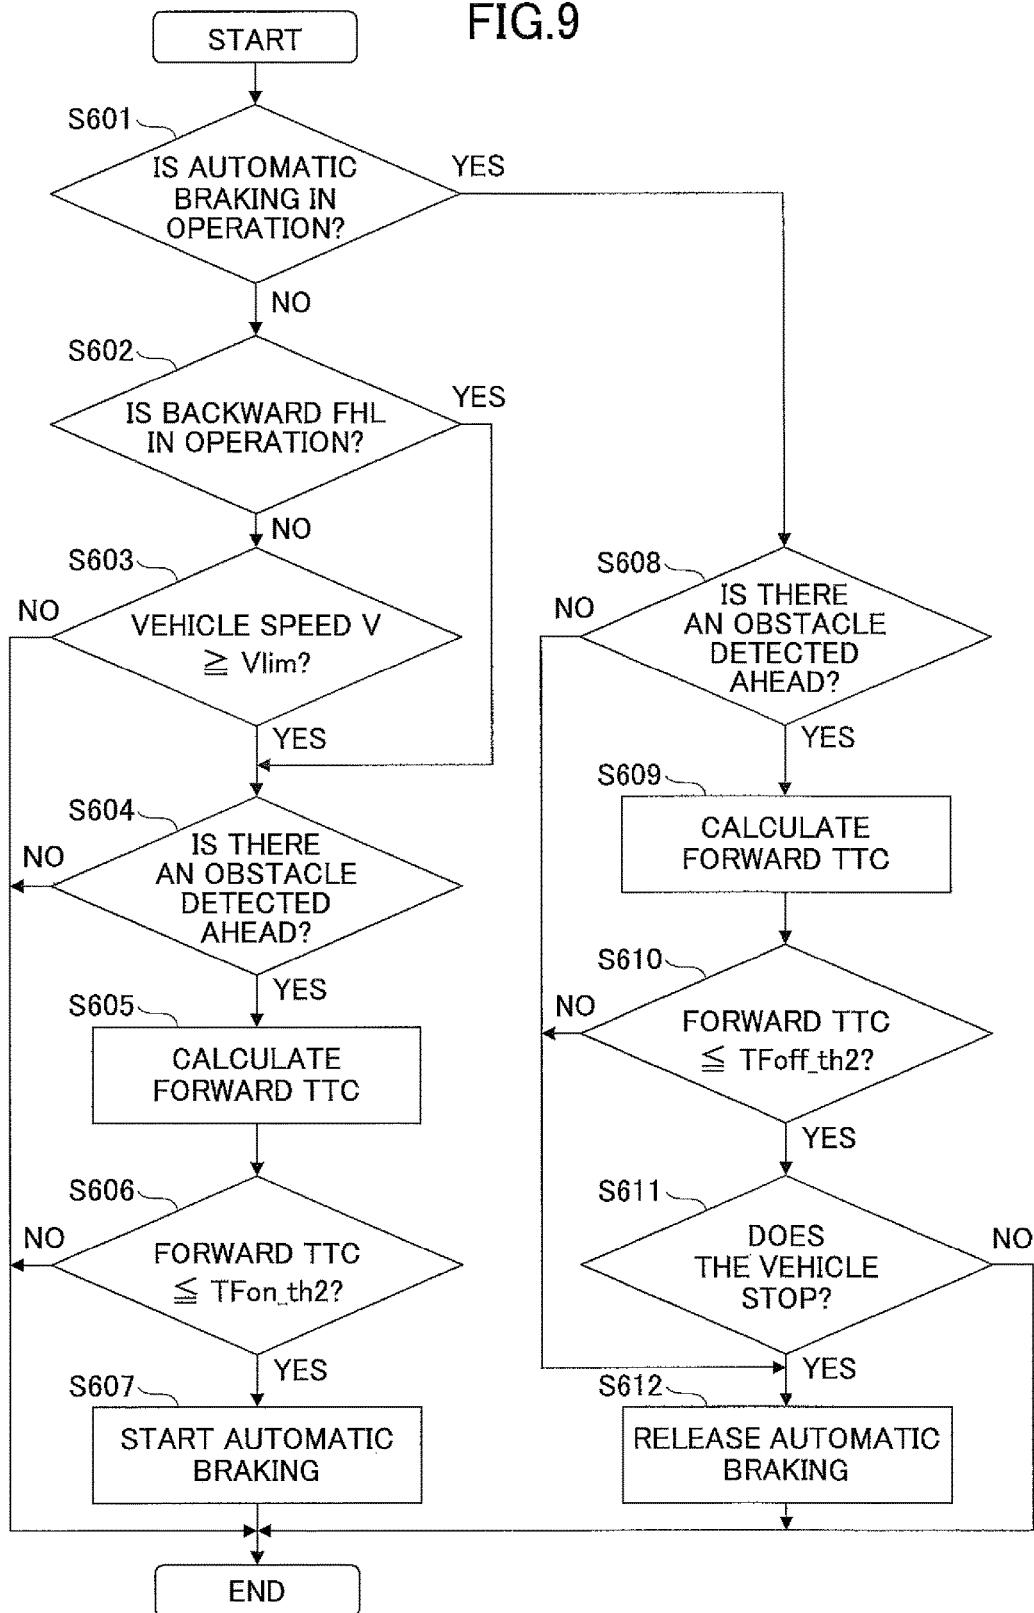 FIG.9
START
S601
IS AUTOMATIC
BRAKING IN
OPERATION?
YES
NO
S602
IS BACKWARD FHL
IN OPERATION?
YES
NO
S603
VEHICLE SPEED V
≧ Vlim?
NO
YES
S604
IS THERE
AN OBSTACLE
DETECTED
AHEAD?
NO
YES
S605
CALCULATE
FORWARD TTC
S606
FORWARD TTC
≦ TFon_th2?
NO
YES
S607
START AUTOMATIC
BRAKING
S608
IS THERE
AN OBSTACLE
DETECTED
AHEAD?
NO
YES
S609
CALCULATE
FORWARD TTC
S610
FORWARD TTC
≦ TFoff_th2?
NO
YES
S611
DOES
THE VEHICLE
STOP?
NO
YES
S612
RELEASE AUTOMATIC
BRAKING
END